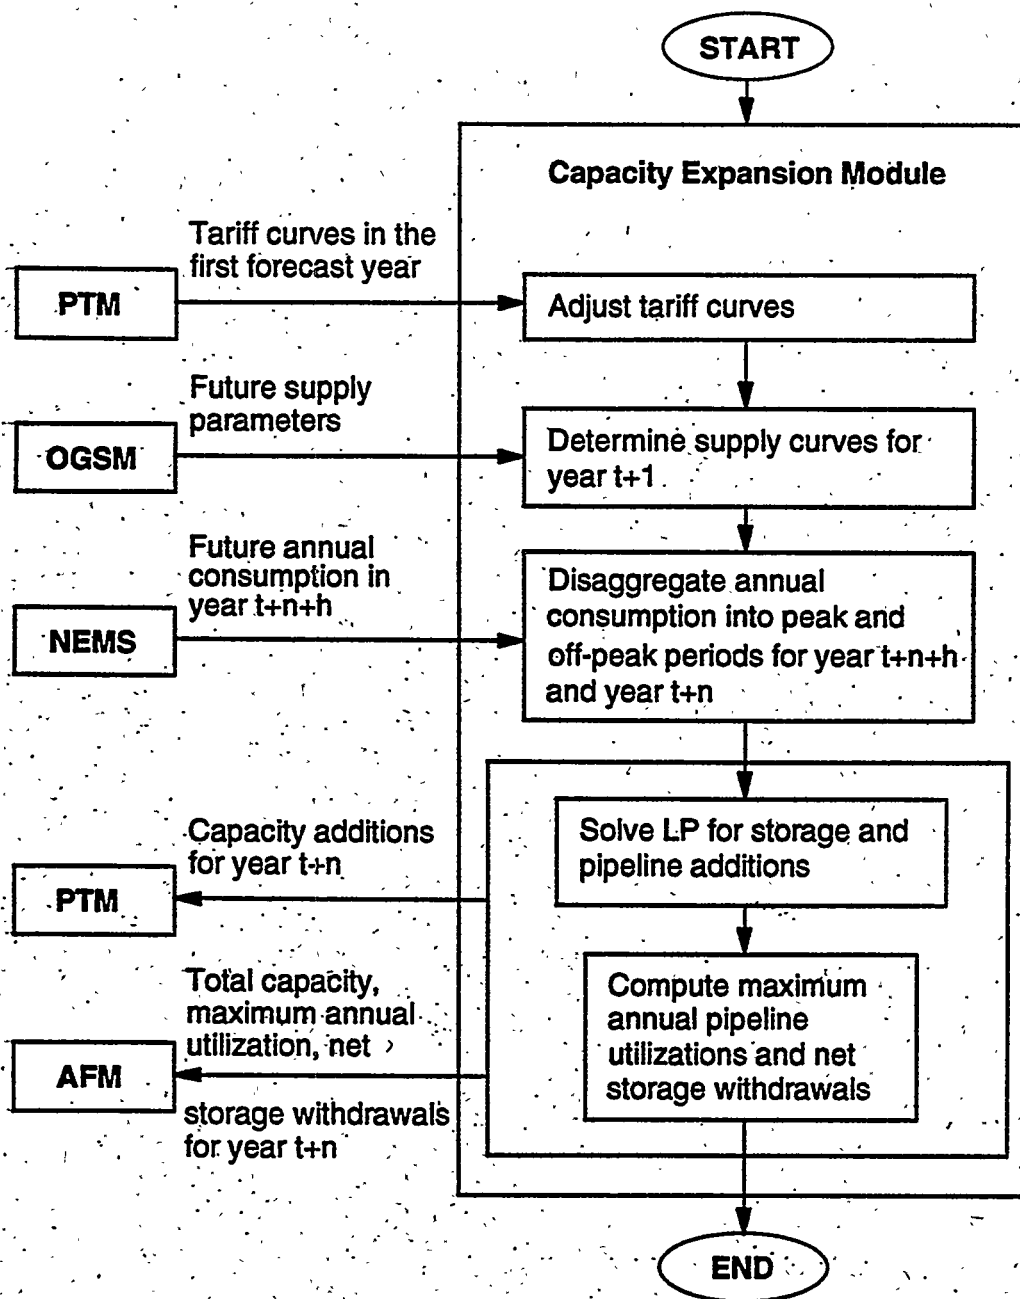 START
Capacity Expansion Module
Tariff curves in the
first forecast year
PTM
Adjust tariff curves
Future supply
parameters
OGSM
Determine supply curves for
year t+1
Future annual
consumption in
year t+n+h
NEMS
Disaggregate annual
consumption into peak and
off-peak periods for year t+n+h
and year t+n
Capacity additions
for year t+n
PTM
Solve LP for storage and
pipeline additions
Total capacity,
maximum annual
utilization, net
AFM
storage withdrawals
for year t+n
Compute maximum
annual pipeline
utilizations and net
storage withdrawals
END